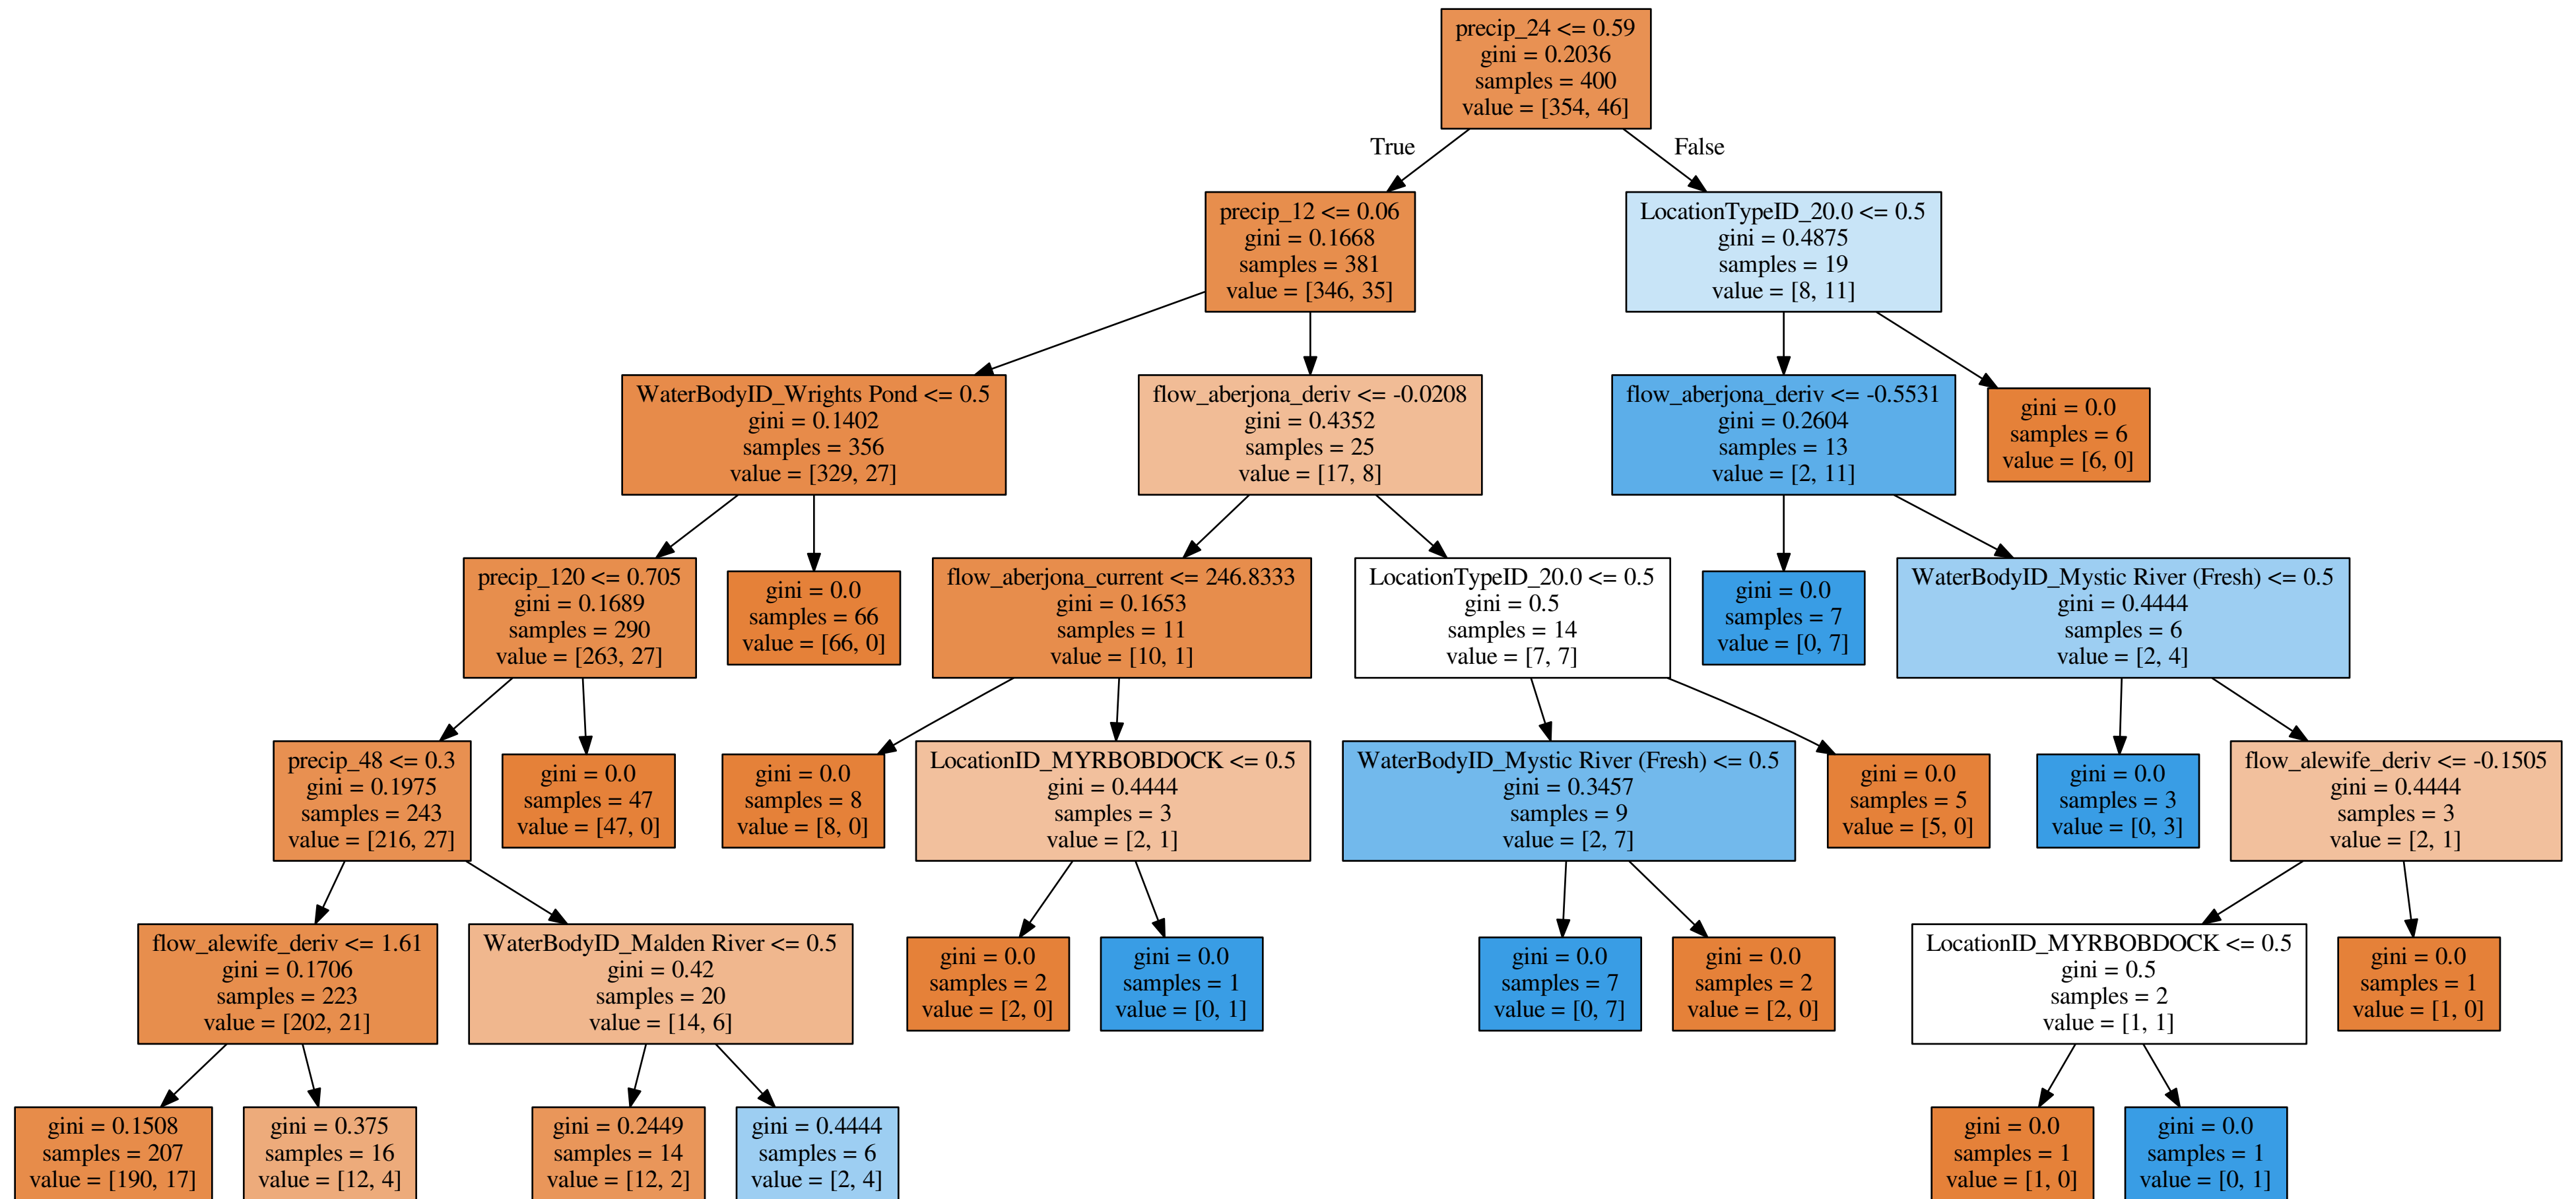 precip_24 <= 0.59
gini = 0.2036
samples = 400
value = [354, 46]
True
False
precip_12 <= 0.06
gini = 0.1668
samples = 381
value = [346, 35]
LocationTypeID_20.0 <= 0.5
gini = 0.4875
samples = 19
value = [8, 11]
WaterBodyID_Wrights Pond <= 0.5
gini = 0.1402
samples = 356
value = [329, 27]
flow_aberjona_deriv <= -0.0208
gini = 0.4352
samples = 25
value = [17, 8]
flow_aberjona_deriv <= -0.5531
gini = 0.2604
samples = 13
value = [2, 11]
gini = 0.0
samples = 6
value = [6, 0]
precip_120 <= 0.705
gini = 0.1689
samples = 290
value = [263, 27]
gini = 0.0
samples = 66
value = [66, 0]
flow_aberjona_current <= 246.8333
gini = 0.1653
samples = 11
value = [10, 1]
LocationTypeID_20.0 <= 0.5
gini = 0.5
samples = 14
value = [7, 7]
gini = 0.0
samples = 7
value = [0, 7]
WaterBodyID_Mystic River (Fresh) <= 0.5
gini = 0.4444
samples = 6
value = [2, 4]
precip_48 <= 0.3
gini = 0.1975
samples = 243
value = [216, 27]
gini = 0.0
samples = 47
value = [47, 0]
gini = 0.0
samples = 8
value = [8, 0]
LocationID_MYRBOBDOCK <= 0.5
gini = 0.4444
samples = 3
value = [2, 1]
WaterBodyID_Mystic River (Fresh) <= 0.5
gini = 0.3457
samples = 9
value = [2, 7]
gini = 0.0
samples = 5
value = [5, 0]
gini = 0.0
samples = 3
value = [0, 3]
flow_alewife_deriv <= -0.1505
gini = 0.4444
samples = 3
value = [2, 1]
flow_alewife_deriv <= 1.61
gini = 0.1706
samples = 223
value = [202, 21]
WaterBodyID_Malden River <= 0.5
gini = 0.42
samples = 20
value = [14, 6]
gini = 0.0
samples = 2
value = [2, 0]
gini = 0.0
samples = 1
value = [0, 1]
gini = 0.0
samples = 7
value = [0, 7]
gini = 0.0
samples = 2
value = [2, 0]
LocationID_MYRBOBDOCK <= 0.5
gini = 0.5
samples = 2
value = [1, 1]
gini = 0.0
samples = 1
value = [1, 0]
gini = 0.1508
samples = 207
value = [190, 17]
gini = 0.375
samples = 16
value = [12, 4]
gini = 0.2449
samples = 14
value = [12, 2]
gini = 0.4444
samples = 6
value = [2, 4]
gini = 0.0
samples = 1
value = [1, 0]
gini = 0.0
samples = 1
value = [0, 1]